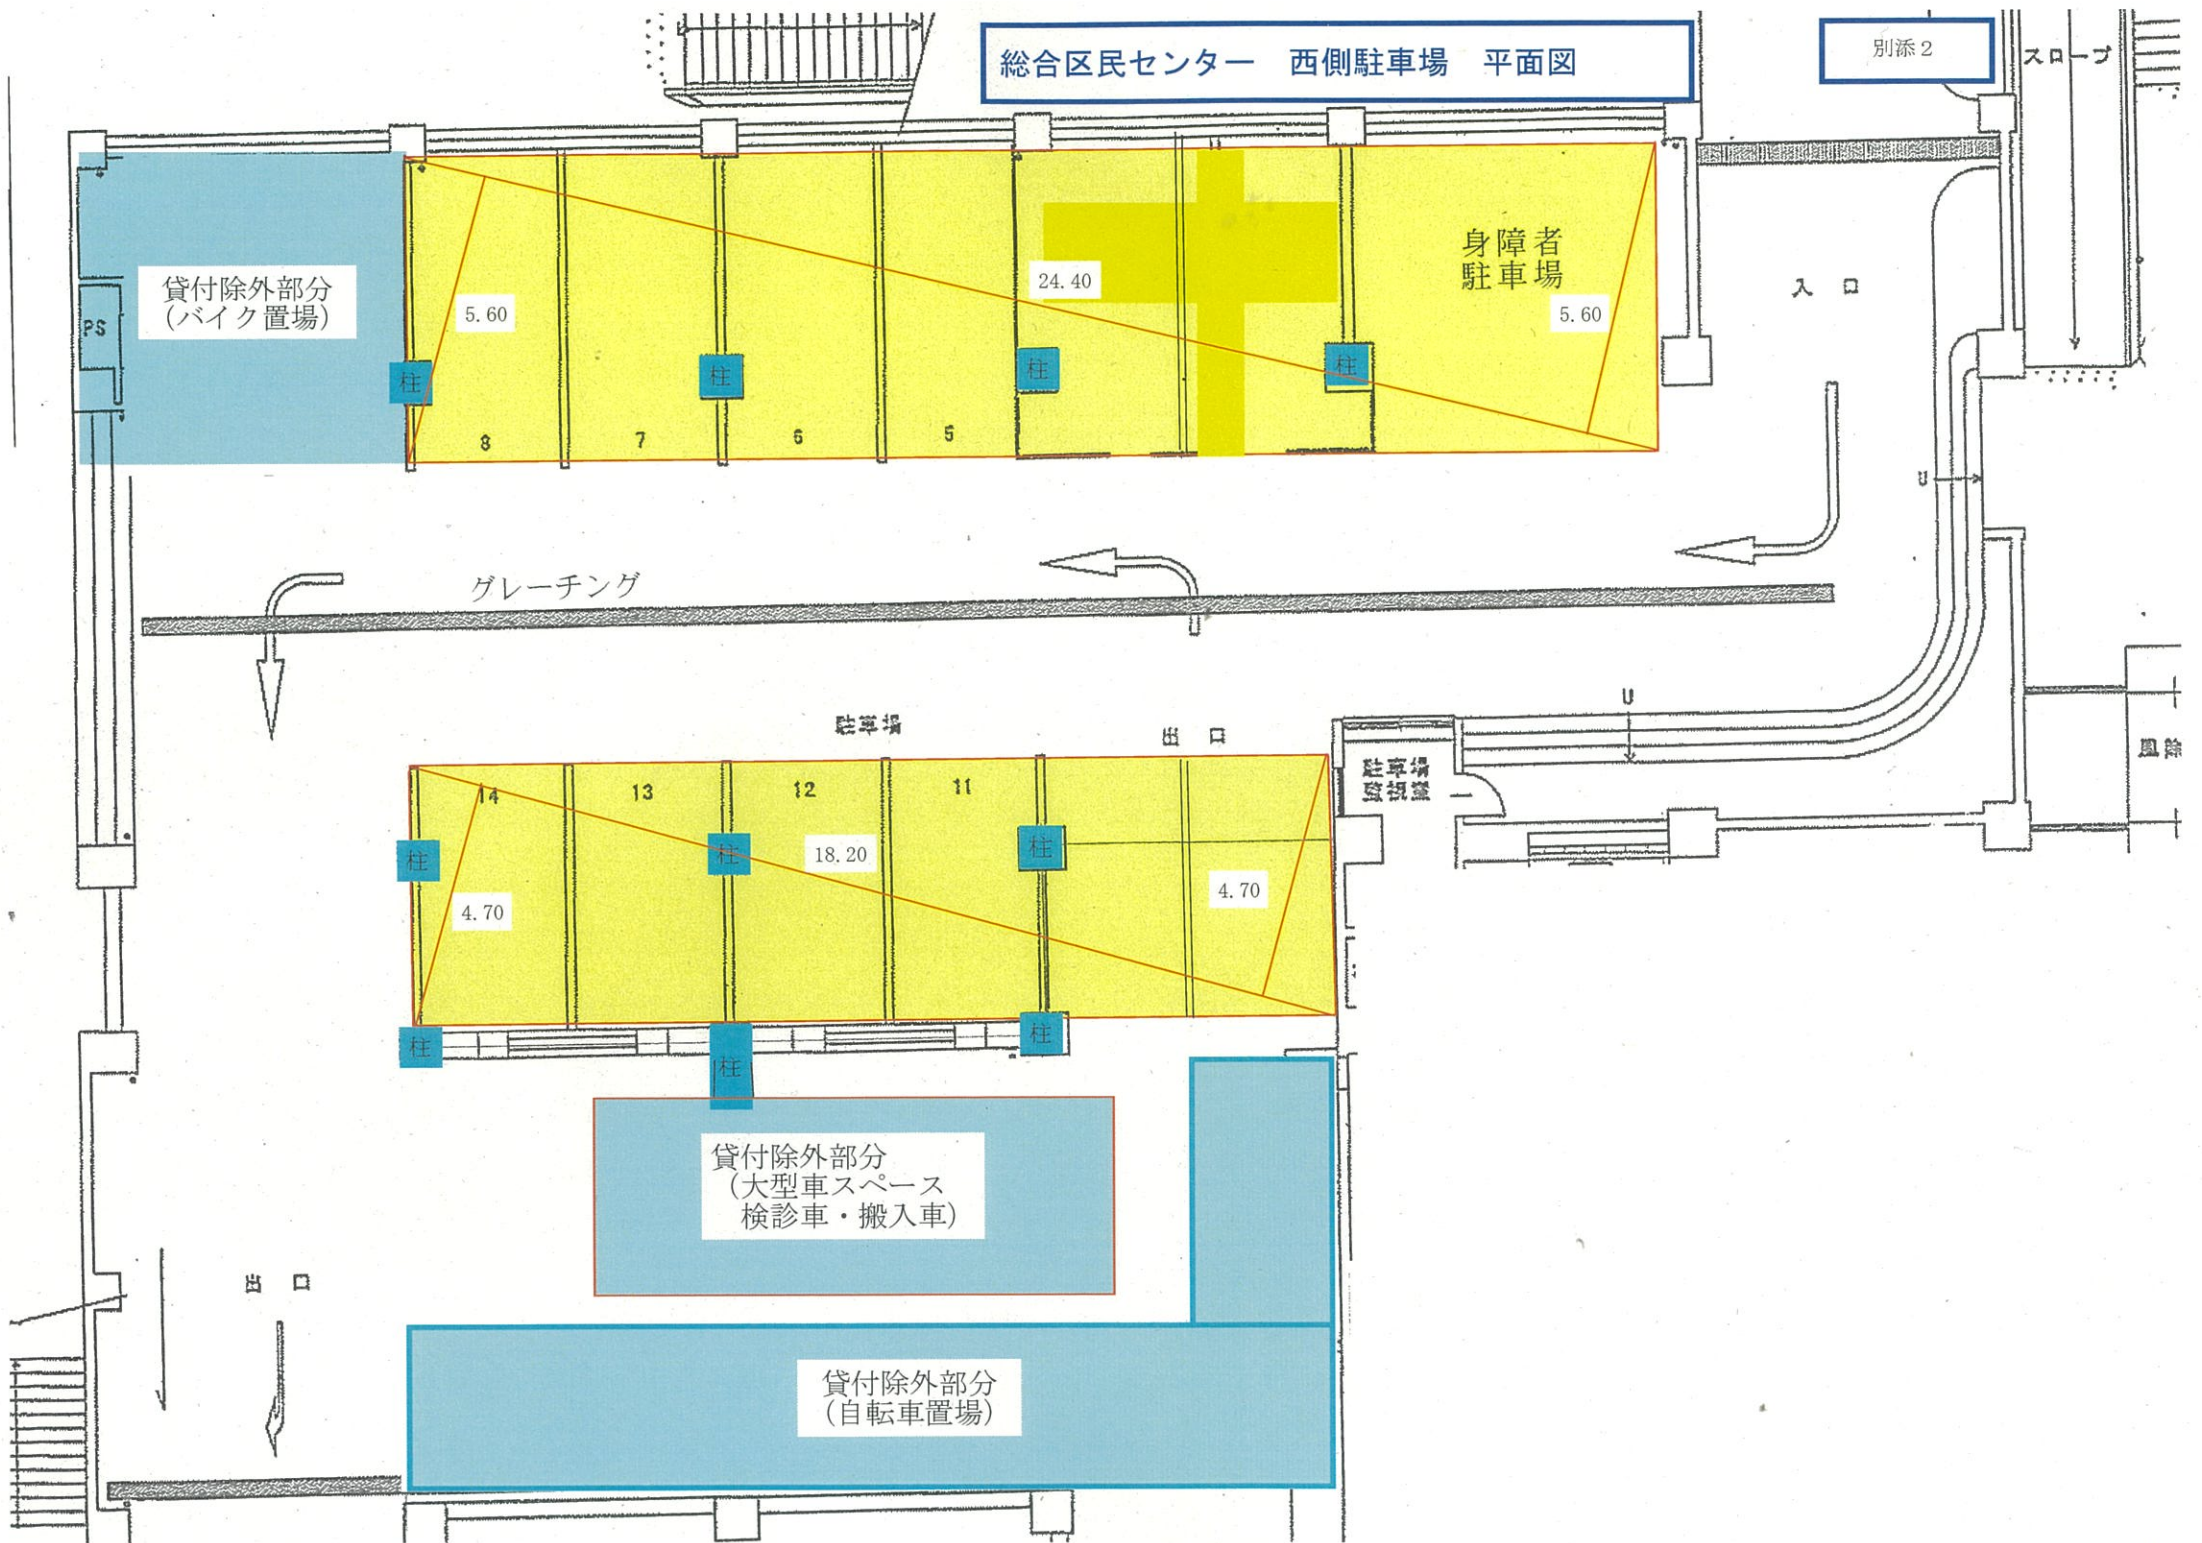 総合区民センター　西側駐車場　平面図
別添２
スロープ
貸付除外部分
（バイク置場）
PS
5.60
24.40
身障者
駐車場
5.60
入口
柱
柱
柱
柱
8
7
6
5
U
グレーチング
駐車場
出口
U
14
13
12
11
駐車場
柱
柱
柱
18.20
4.70
4.70
柱
柱
柱
貸付除外部分
（大型車スペース
検診車・搬入車）
出口
貸付除外部分
（自転車置場）